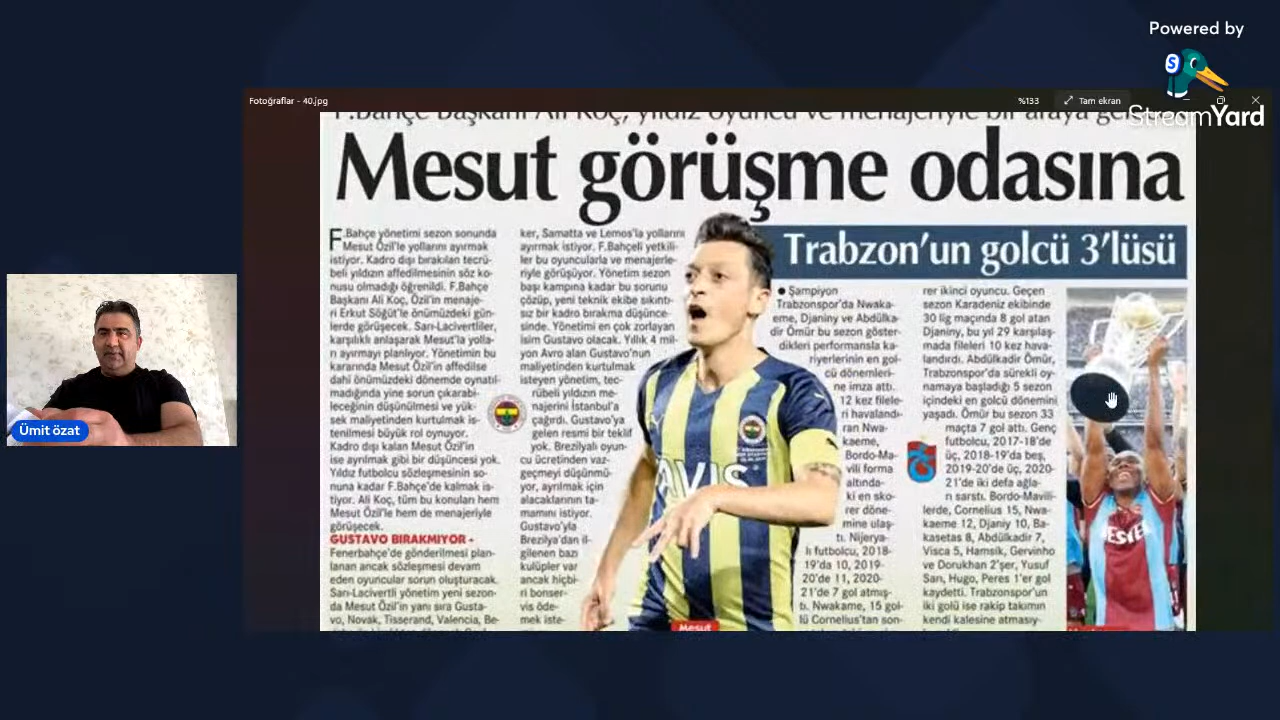 Powered by
StreamYard
Fotoğraflar - 40.jpg
%133
Tam ekran
F.Bahçe Başkanı Ali Koç, yıldız oyuncu ve menajeriyle bir araya
Mesut görüşme odasına
F.Bahçe yönetimi sezon sonunda
Mesut Özil'le yollarını ayırmak
istiyor. Kadro dışı bırakılan tecrü-
beli yıldızın affedilmesinin söz ko-
nusu olmadığı öğrenildi. F.Bahçe
Başkanı Ali Koç, Özil'in menaje-
ri Erkut Söğüt'le önümüzdeki gün-
lerde görüşecek. Sarı-Lacivertliler,
karşılıklı anlaşarak Mesut'la yolla-
rı ayırmayı planlıyor. Yönetimin bu
kararında Mesut Özil'in affedilse
dahi önümüzdeki dönemde oynatıl-
madığında yine sorun çıkarabi-
leceğinin düşünülmesi ve yük-
sek maliyetinden kurtulmak is-
tenilmesi büyük rol oynuyor.
Kadro dışı kalan Mesut Özil'in
ise ayrılmak gibi bir düşüncesi yok.
Yıldız futbolcu sözleşmesinin so-
nuna kadar F.Bahçe'de kalmak is-
tiyor. Ali Koç, tüm bu konuları hem
Mesut Özil'le hem de menajeriyle
görüşecek.
GUSTAVO BIRAKMIYOR •
Fenerbahçe'de gönderilmesi plan-
lanan ancak sözleşmesi devam
eden oyuncular sorun oluşturacak.
Sarı-Lacivertli yönetim yeni sezon-
da Mesut Özil'in yanı sıra Gusta-
vo, Novak, Tisserand, Valencia, Be-
ker, Samatta ve Lemos'la yollarını
ayırmak istiyor. F.Bahçeli yetkili-
ler bu oyuncularla ve menajerle-
riyle görüşüyor. Yönetim sezon
başı kampına kadar bu sorunu
çözüp, yeni teknik ekibe sıkıntı-
sız bir kadro bırakma düşünce-
sinde. Yönetimi en çok zorlayan
isim Gustavo olacak. Yıllık 4 mil-
yon Avro alan Gustavo'nun
maliyetinden kurtulmak
isteyen yönetim, tec-
rübeli yıldızın me-
najerini İstanbul'a
çağırdı. Gustavo'ya
gelen resmi bir teklif
yok. Brezilyalı oyun-
cu ücretinden vaz-
geçmeyi düşünmü-
yor, ayrılmak için
alacaklarının ta-
mamını istiyor.
Gustavo'yla
Brezilya'dan il-
gilenen bazı
kulüpler var
ancak hiçbi-
ri bonser-
vis öde-
mek iste-
AVIS
Mesut
Trabzon'un golcü 3'lüsü
● Şampiyon
Trabzonspor'da Nwaka-
eme, Djaniny ve Abdülka-
dir Ömür bu sezon göster-
dikleri performansla ka-
riyerlerinin en gol-
cü dönemleri-
ne imza attı.
12 kez filele-
ri havalandı-
ran Nwa-
kaeme,
Bordo-Ma-
vili forma
altında-
ki en sko-
rer döne-
mine ulaş-
tı. Nijerya-
lı futbolcu, 2018-
19'da 10, 2019-
20'de 11, 2020-
21'de 7 gol atmış-
tı. Nwakame, 15 gol-
lü Cornelius'tan son-
rer ikinci oyuncu. Geçen
sezon Karadeniz ekibinde
30 lig maçında 8 gol atan
Djaniny, bu yıl 29 karşılaş-
mada fileleri 10 kez hava-
landırdı. Abdülkadir Ömür,
Trabzonspor'da sürekli oy-
namaya başladığı 5 sezon
içindeki en golcü dönemini
yaşadı. Ömür bu sezon 33
maçta 7 gol attı. Genç
futbolcu, 2017-18'de
üç, 2018-19'da beş,
2019-20'de üç, 2020-
21'de iki defa ağla-
rı sarstı. Bordo-Mavili-
lerde, Cornelius 15, Nwa-
kaeme 12, Djaniy 10, Ba-
kasetas 8, Abdülkadir 7,
Visca 5, Hamsik, Gervinho
ve Dorukhan 2'şer, Yusuf
Sarı, Hugo, Peres 1'er gol
kaydetti. Trabzonspor'un
iki golü ise rakip takımın
kendi kalesine atmasıy-
Ümit özat